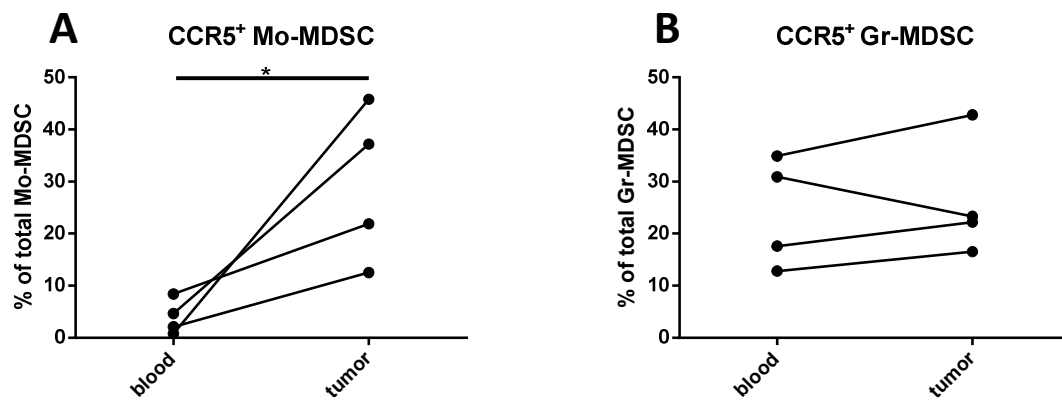 A
CCR5⁺ Mo-MDSC
*
% of total Mo-MDSC
50
40
30
20
10
0
blood
tumor
B
CCR5⁺ Gr-MDSC
% of total Gr-MDSC
50
40
30
20
10
0
blood
tumor